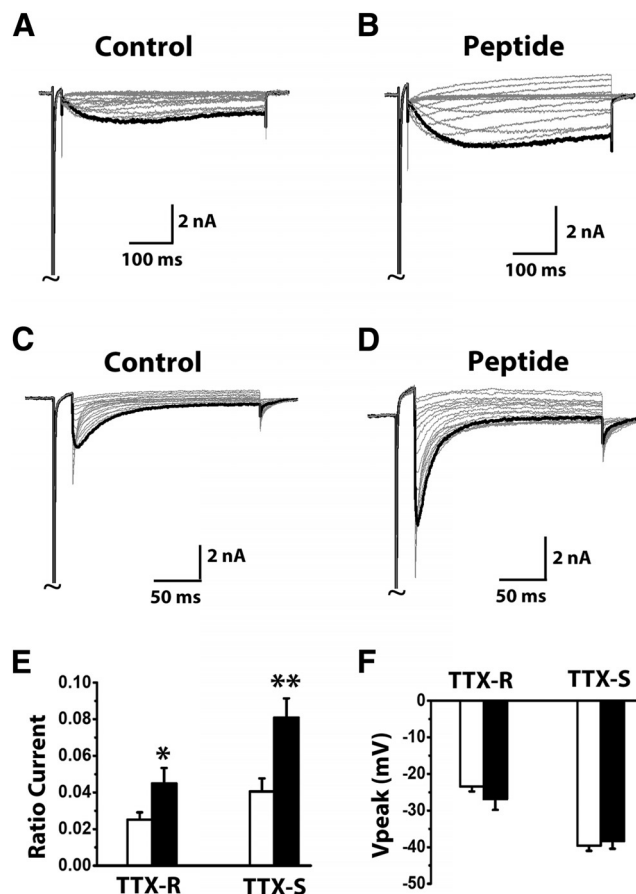 A
Control
2 nA
100 ms
~
B
Peptide
2 nA
100 ms
~
C
Control
2 nA
50 ms
~
D
Peptide
2 nA
50 ms
~
E
Ratio Current
0.10
0.08
0.06
0.04
0.02
0.00
*
**
TTX-R TTX-S
F
TTX-R TTX-S
Vpeak (mV)
0
-10
-20
-30
-40
-50